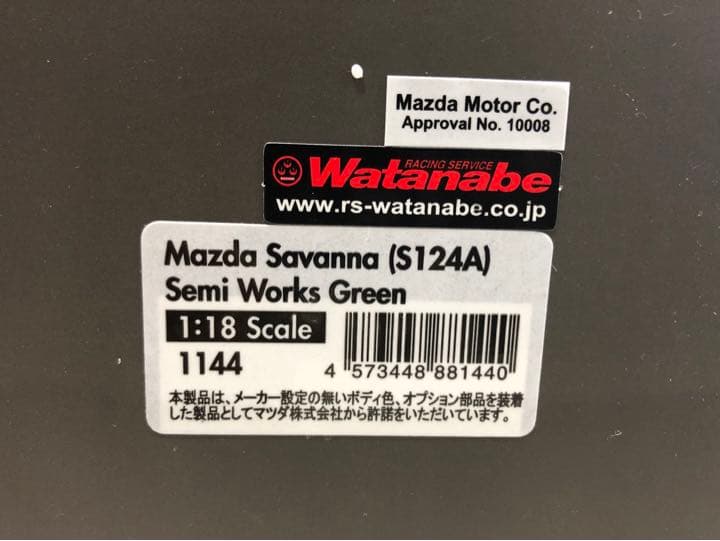 Mazda Motor Co.
Approval No. 10008
RACING SERVICE
Watanabe
www.rs-watanabe.co.jp
Mazda Savanna (S124A)
Semi Works Green
1:18 Scale
1144
4 573448 881440
本製品は、メーカー設定の無いボディ色、オプション部品を装着
した製品としてマツダ株式会社から許諾をいただいています。